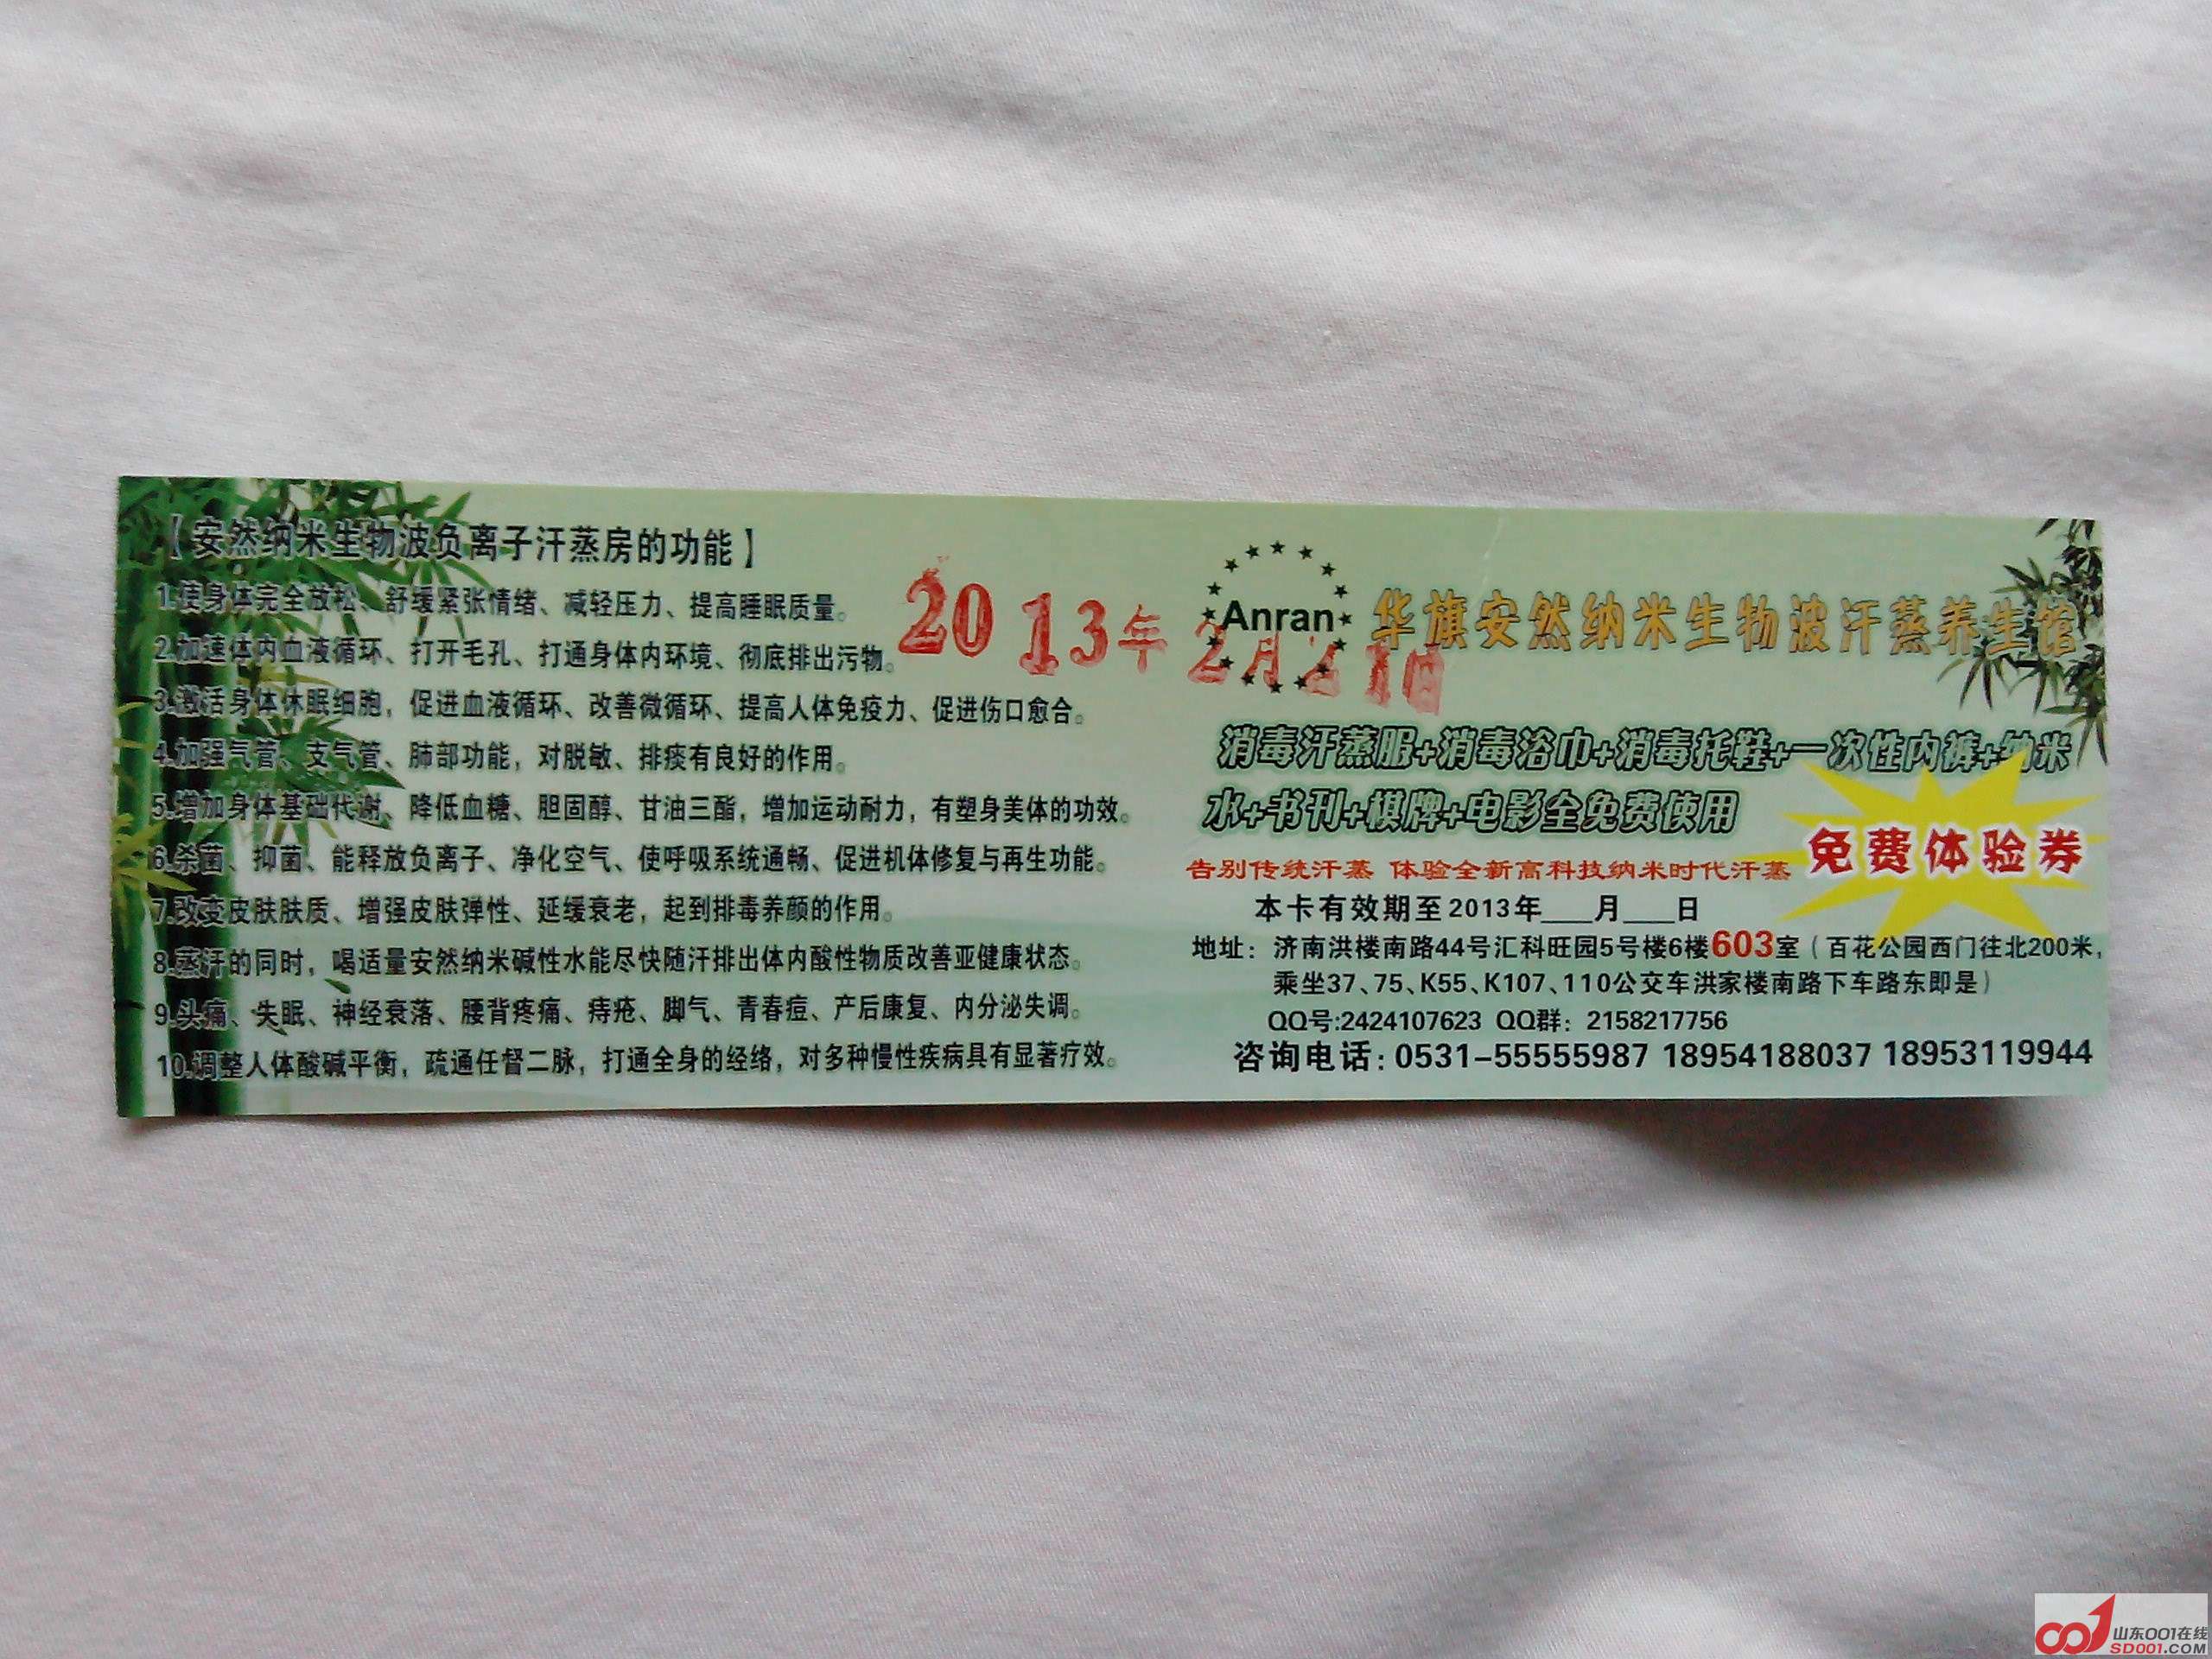 【安然纳米生物波负离子汗蒸房的功能】
1.使身体完全放松、舒缓紧张情绪、减轻压力、提高睡眠质量。
2.加速体内血液循环、打开毛孔、打通身体内环境、彻底排出污物。
3.激活身体休眠细胞，促进血液循环、改善微循环、提高人体免疫力、促进伤口愈合。
4.加强气管、支气管、肺部功能，对脱敏、排痰有良好的作用。
5.增加身体基础代谢、降低血糖、胆固醇、甘油三酯，增加运动耐力，有塑身美体的功效。
6.杀菌、抑菌、能释放负离子、净化空气、使呼吸系统通畅、促进机体修复与再生功能。
7.改变皮肤肤质、增强皮肤弹性、延缓衰老，起到排毒养颜的作用。
8.蒸汗的同时，喝适量安然纳米碱性水能尽快随汗排出体内酸性物质改善亚健康状态。
9.头痛、失眠、神经衰落、腰背疼痛、痔疮、脚气、青春痘、产后康复、内分泌失调。
10.调整人体酸碱平衡，疏通任督二脉，打通全身的经络，对多种慢性疾病具有显著疗效。
2013年2月2 日
Anran
华旗安然纳米生物波汗蒸养生馆
消毒汗蒸服+消毒浴巾+消毒托鞋+一次性内裤+纳米
水+书刊+棋牌+电影全免费使用
免费体验券
告别传统汗蒸 体验全新高科技纳米时代汗蒸
本卡有效期至2013年___月___日
地址：济南洪楼南路44号汇科旺园5号楼6楼603室（百花公园西门往北200米，
乘坐37、75、K55、K107、110公交车洪家楼南路下车路东即是）
QQ号:2424107623 QQ群：2158217756
咨询电话：0531-55555987 18954188037 18953119944
001山东001在线
SD001.COM